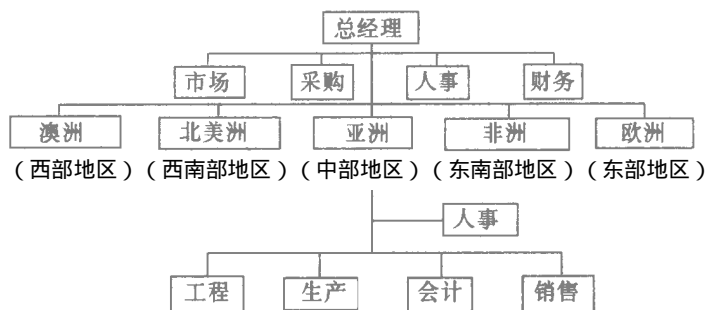 总经理
市场 采购 人事 财务
澳洲 北美洲 亚洲 非洲 欧洲
(西部地区)(西南部地区)(中部地区)(东南部地区)(东部地区)
人事
工程 生产 会计 销售